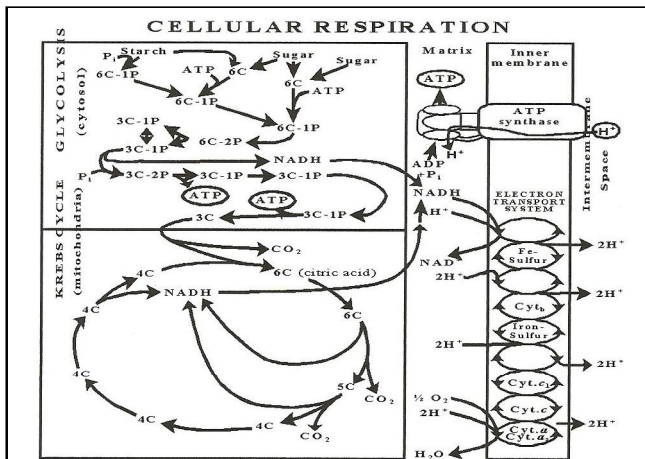 CELLULAR RESPIRATION
GLYCOLYSIS
(cytosol)
Pi Starch Sugar Sugar
6C-1P ATP 6C
6C ATP
6C-1P
6C-1P
3C-1P
6C-2P
3C-1P
NADH
Pi 3C-2P 3C-1P 3C-1P
ATP ATP
3C 3C-1P
KREBS CYCLE
(mitochondria)
CO2
4C 6C (citric acid)
NADH
4C 6C
4C
5C
CO2
4C 4C
CO2
Matrix
Inner
membrane
Intermembrane
Space
ATP
ATP
synthase
H+
H+
ADP
+Pi
NADH
H+
ELECTRON
TRANSPORT
SYSTEM
Fe-
Sulfur
2H+
NAD+
2H+
2H+
Cytb
Iron-
Sulfur
2H+
2H+
Cyt.c1
½ O2
2H+
Cyt.c
2H+
Cyt.a
Cyt.a3
H2O